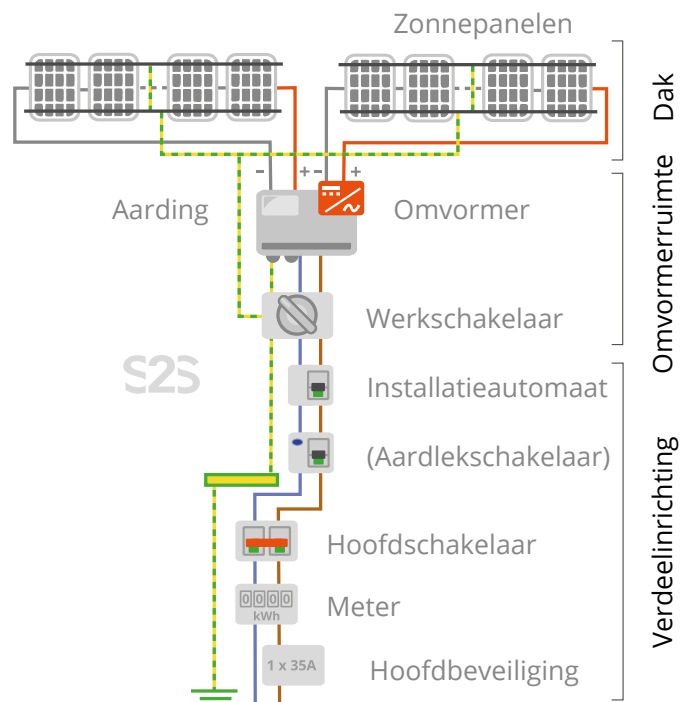 Zonnepanelen
Dak
- + - +
Aarding
Omvormer
Omvormerruimte
Werkschakelaar
S2S
Installatieautomaat
(Aardlekschakelaar)
Verdeelinrichting
Hoofdschakelaar
0000
kWh
Meter
1 x 35A
Hoofdbeveiliging